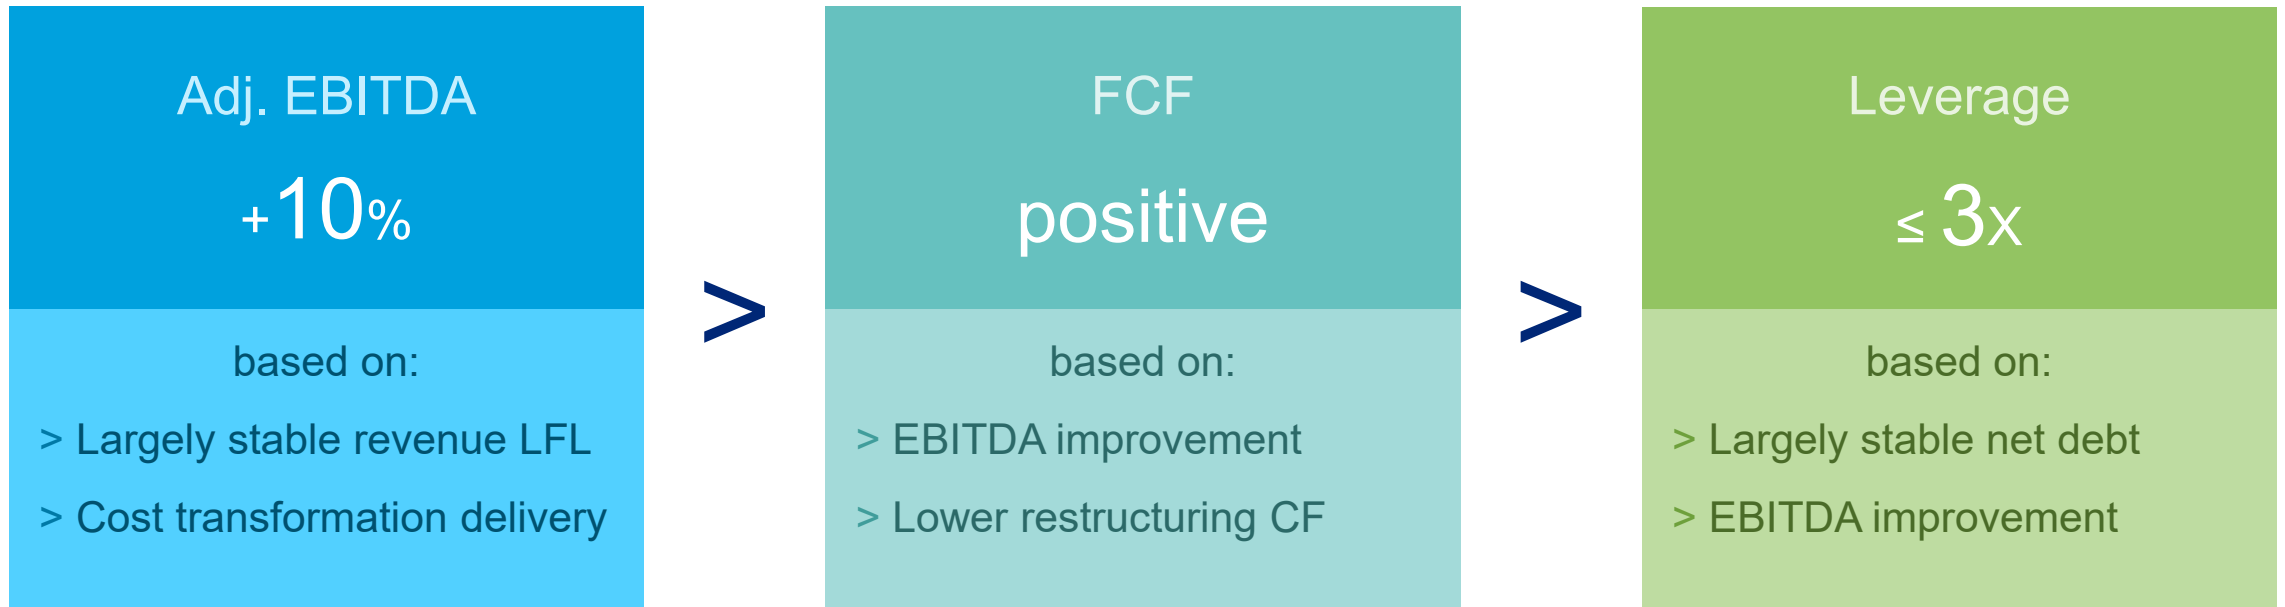 Adj. EBITDA
+10%
based on:
> Largely stable revenue LFL
> Cost transformation delivery
>
FCF
positive
based on:
> EBITDA improvement
> Lower restructuring CF
>
Leverage
≤ 3x
based on:
> Largely stable net debt
> EBITDA improvement